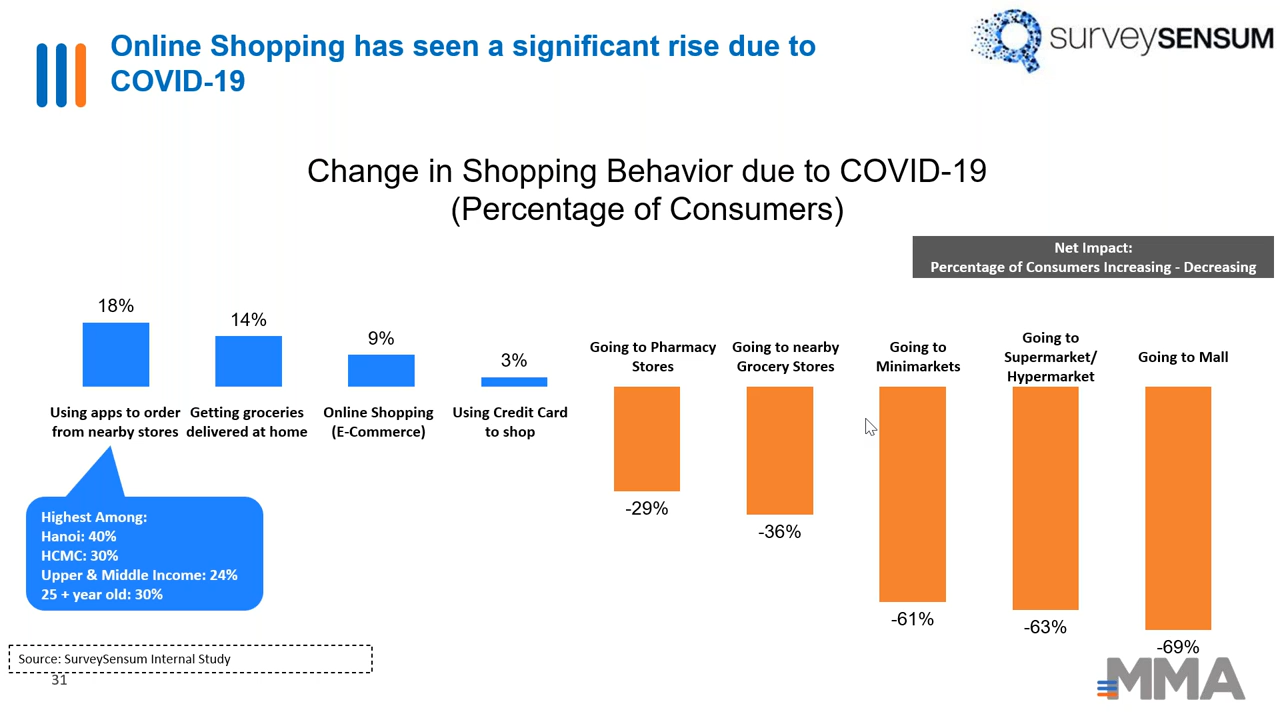 Online Shopping has seen a significant rise due to
COVID-19
surveySENSUM
Change in Shopping Behavior due to COVID-19
(Percentage of Consumers)
Net Impact:
Percentage of Consumers Increasing - Decreasing
18%
14%
9%
3%
Using apps to order
from nearby stores
Getting groceries
delivered at home
Online Shopping
(E-Commerce)
Using Credit Card
to shop
Going to Pharmacy
Stores
Going to nearby
Grocery Stores
Going to
Minimarkets
Going to
Supermarket/
Hypermarket
Going to Mall
-29%
-36%
-61%
-63%
-69%
Highest Among:
Hanoi: 40%
HCMC: 30%
Upper & Middle Income: 24%
25 + year old: 30%
Source: SurveySensum Internal Study
31
MMA